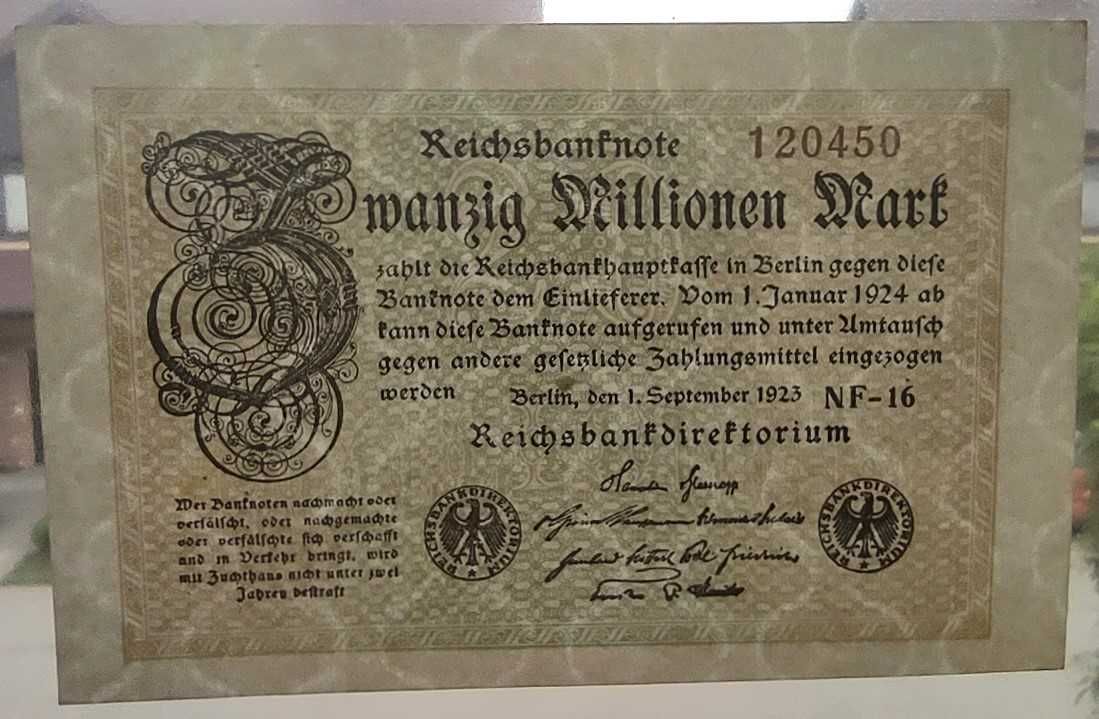 Reichsbanknote 120450
Zwanzig Millionen Mark
zahlt die Reichsbankhauptkasse in Berlin gegen diese
Banknote dem Einlieferer. Vom 1. Januar 1924 ab
kann diese Banknote aufgerufen und unter Umtausch
gegen andere gesetzliche Zahlungsmittel eingezogen
werden
Berlin, den 1. September 1923 NF-16
Reichsbankdirektorium
Wer Banknoten nachmacht oder
verfälscht, oder nachgemachte
oder verfälschte sich verschafft
und in Verkehr bringt, wird
mit Zuchthaus nicht unter zwei
Jahren bestraft
REICHSBANKDIREKTORIUM
REICHSBANKDIREKTORIUM